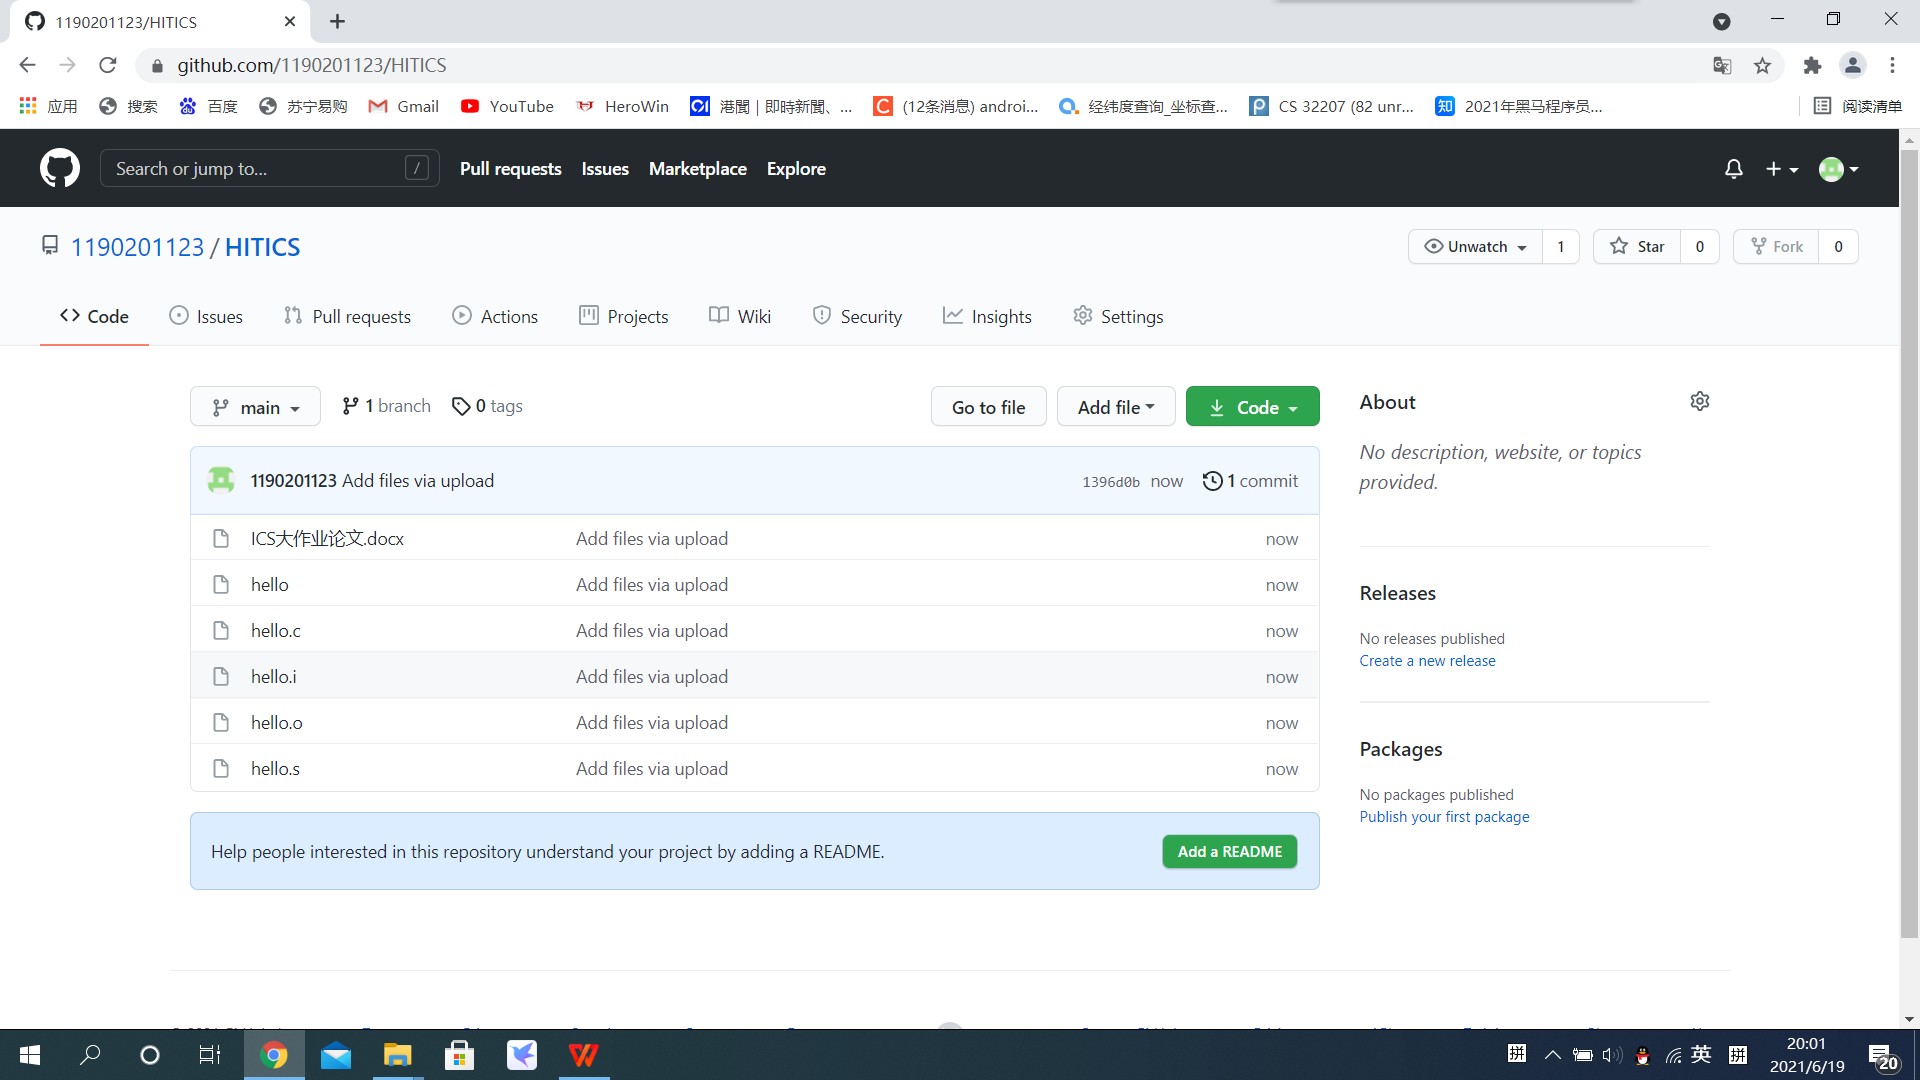 1190201123/HITICS
github.com/1190201123/HITICS
应用 搜索 百度 苏宁易购 Gmail YouTube HeroWin 港聞 | 即時新聞、... (12条消息) androi... 经纬度查询_坐标查... CS 32207 (82 unr... 2021年黑马程序员... 阅读清单
Search or jump to... / Pull requests Issues Marketplace Explore
1190201123 / HITICS Unwatch 1 Star 0 Fork 0
Code Issues Pull requests Actions Projects Wiki Security Insights Settings
main 1 branch 0 tags Go to file Add file Code
1190201123 Add files via upload 1396d0b now 1 commit
ICS大作业论文.docx Add files via upload now
hello Add files via upload now
hello.c Add files via upload now
hello.i Add files via upload now
hello.o Add files via upload now
hello.s Add files via upload now
Help people interested in this repository understand your project by adding a README. Add a README
About
No description, website, or topics
provided.
Releases
No releases published
Create a new release
Packages
No packages published
Publish your first package
拼 英 拼
20:01
2021/6/19
20